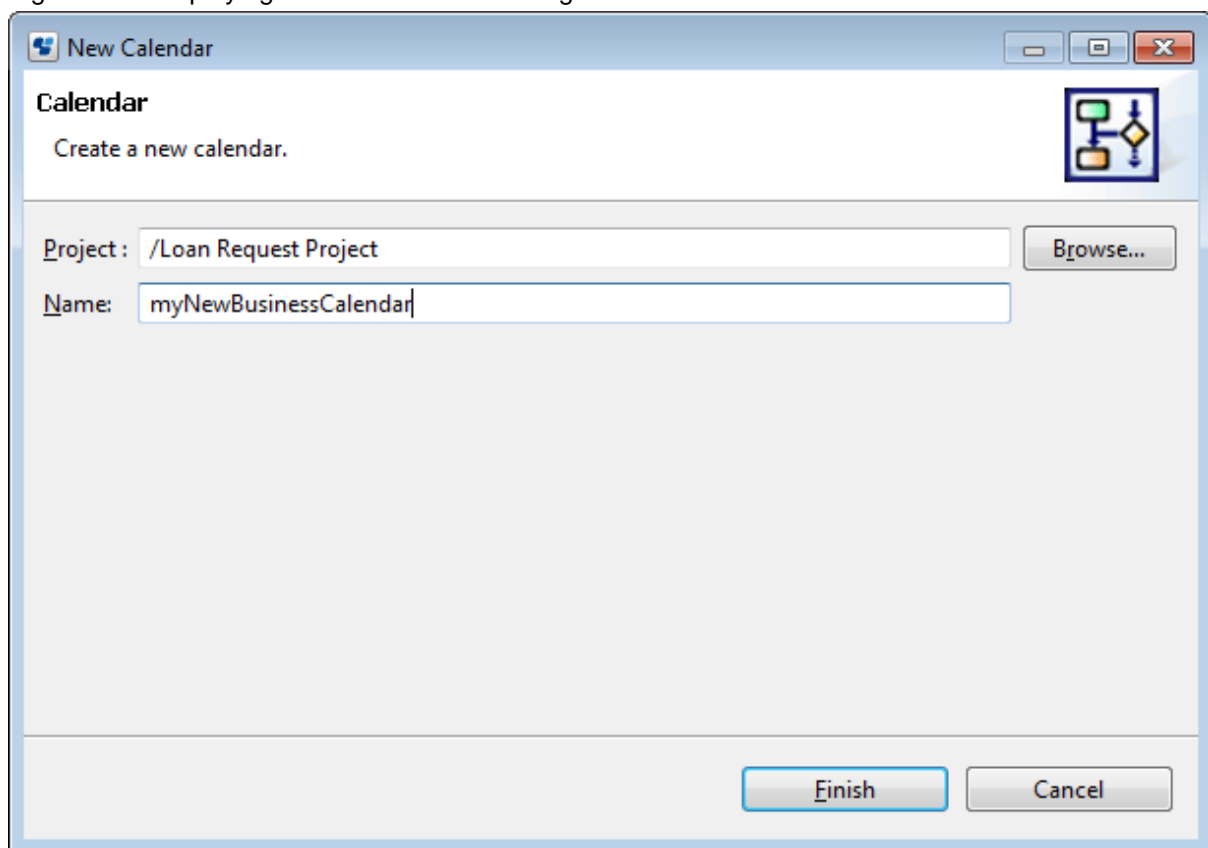 New Calendar
Calendar
Create a new calendar.
Project : /Loan Request Project Browse...
Name: myNewBusinessCalendar
Finish Cancel